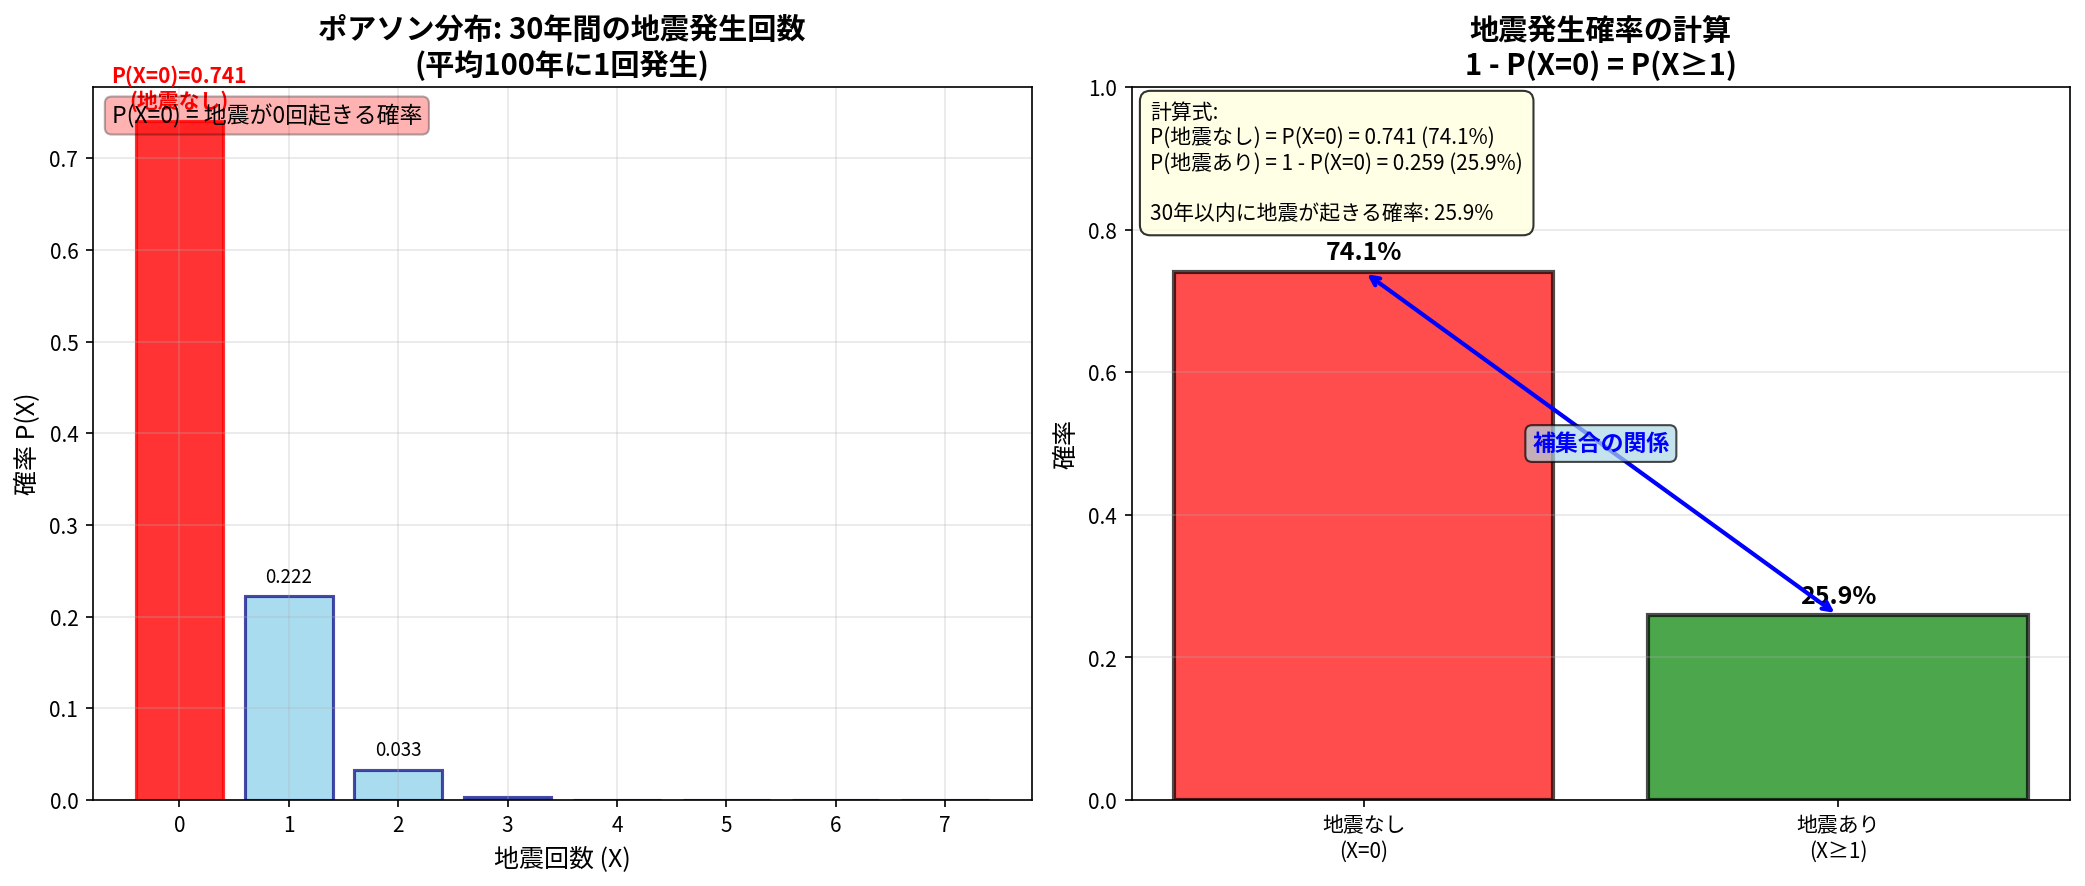 ポアソン分布: 30年間の地震発生回数
(平均100年に1回発生)
P(X=0)=0.741
(地震なし)
P(X=0) = 地震が0回起きる確率
確率 P(X)
0.7
0.6
0.5
0.4
0.3
0.2
0.1
0.0
0.222
0.033
0 1 2 3 4 5 6 7
地震回数 (X)
地震発生確率の計算
1 - P(X=0) = P(X≥1)
計算式:
P(地震なし) = P(X=0) = 0.741 (74.1%)
P(地震あり) = 1 - P(X=0) = 0.259 (25.9%)
30年以内に地震が起きる確率: 25.9%
確率
1.0
0.8
0.6
0.4
0.2
0.0
74.1%
補集合の関係
25.9%
地震なし
(X=0)
地震あり
(X≥1)